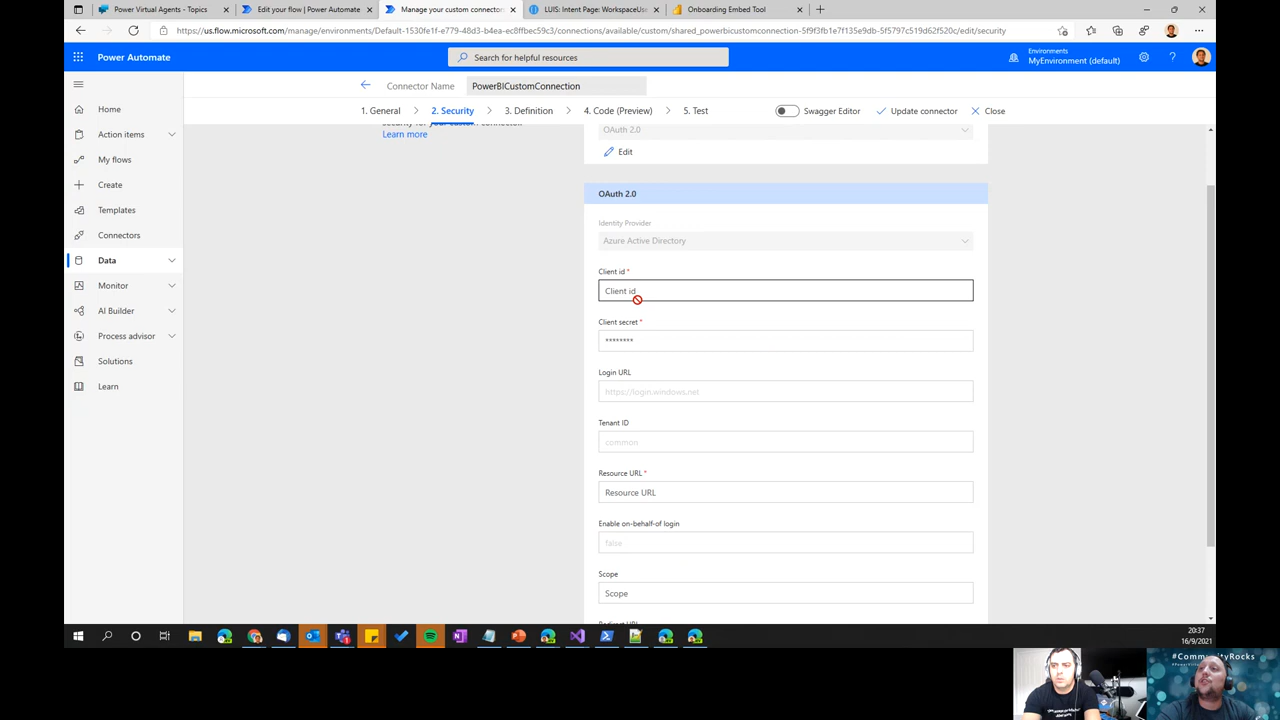 Power Virtual Agents - Topics
Edit your flow | Power Automate
Manage your custom connector
LUIS: Intent Page: WorkspaceUse
Onboarding Embed Tool
https://us.flow.microsoft.com/manage/environments/Default-1530fe1f-e779-48d3-b4ea-ec8ffbec59c3/connections/available/custom/shared_powerbicustomconnection-5f9f3fb1e7f135e9db-5f5797c519d62f520c/edit/security
Power Automate
Search for helpful resources
Environments
MyEnvironment (default)
Connector Name
PowerBICustomConnection
1. General
2. Security
3. Definition
4. Code (Preview)
5. Test
Swagger Editor
Update connector
Close
Home
Action items
My flows
Create
Templates
Connectors
Data
Monitor
AI Builder
Process advisor
Solutions
Learn
Learn more
OAuth 2.0
Edit
OAuth 2.0
Identity Provider
Azure Active Directory
Client id *
Client id
Client secret *
********
Login URL
https://login.windows.net
Tenant ID
common
Resource URL *
Resource URL
Enable on-behalf-of login
false
Scope
Scope
20:37
16/9/2021
#CommunityRocks